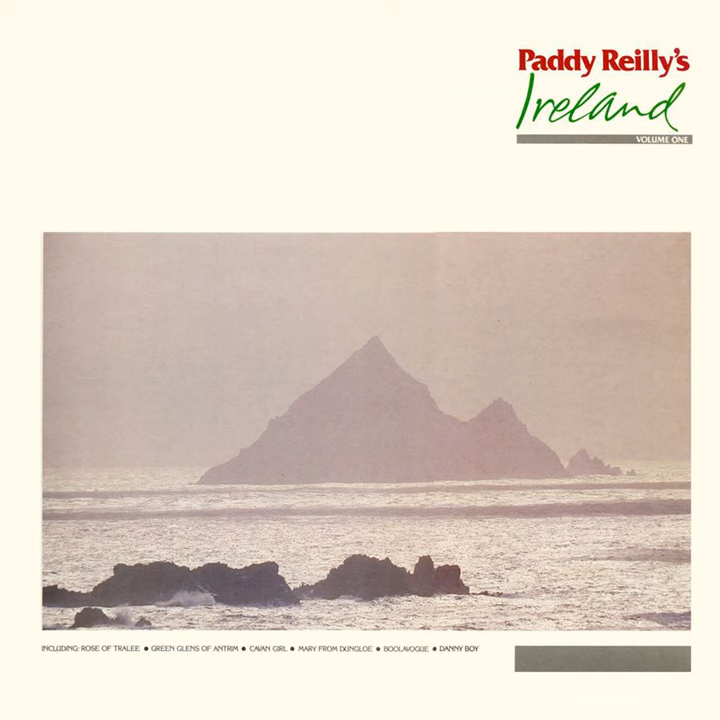 Paddy Reilly's
Ireland
VOLUME ONE
INCLUDING: ROSE OF TRALEE ● GREEN GLENS OF ANTRIM ● CAVAN GIRL ● MARY FROM DUNGLOE ● BOOLAVOGUE ● DANNY BOY